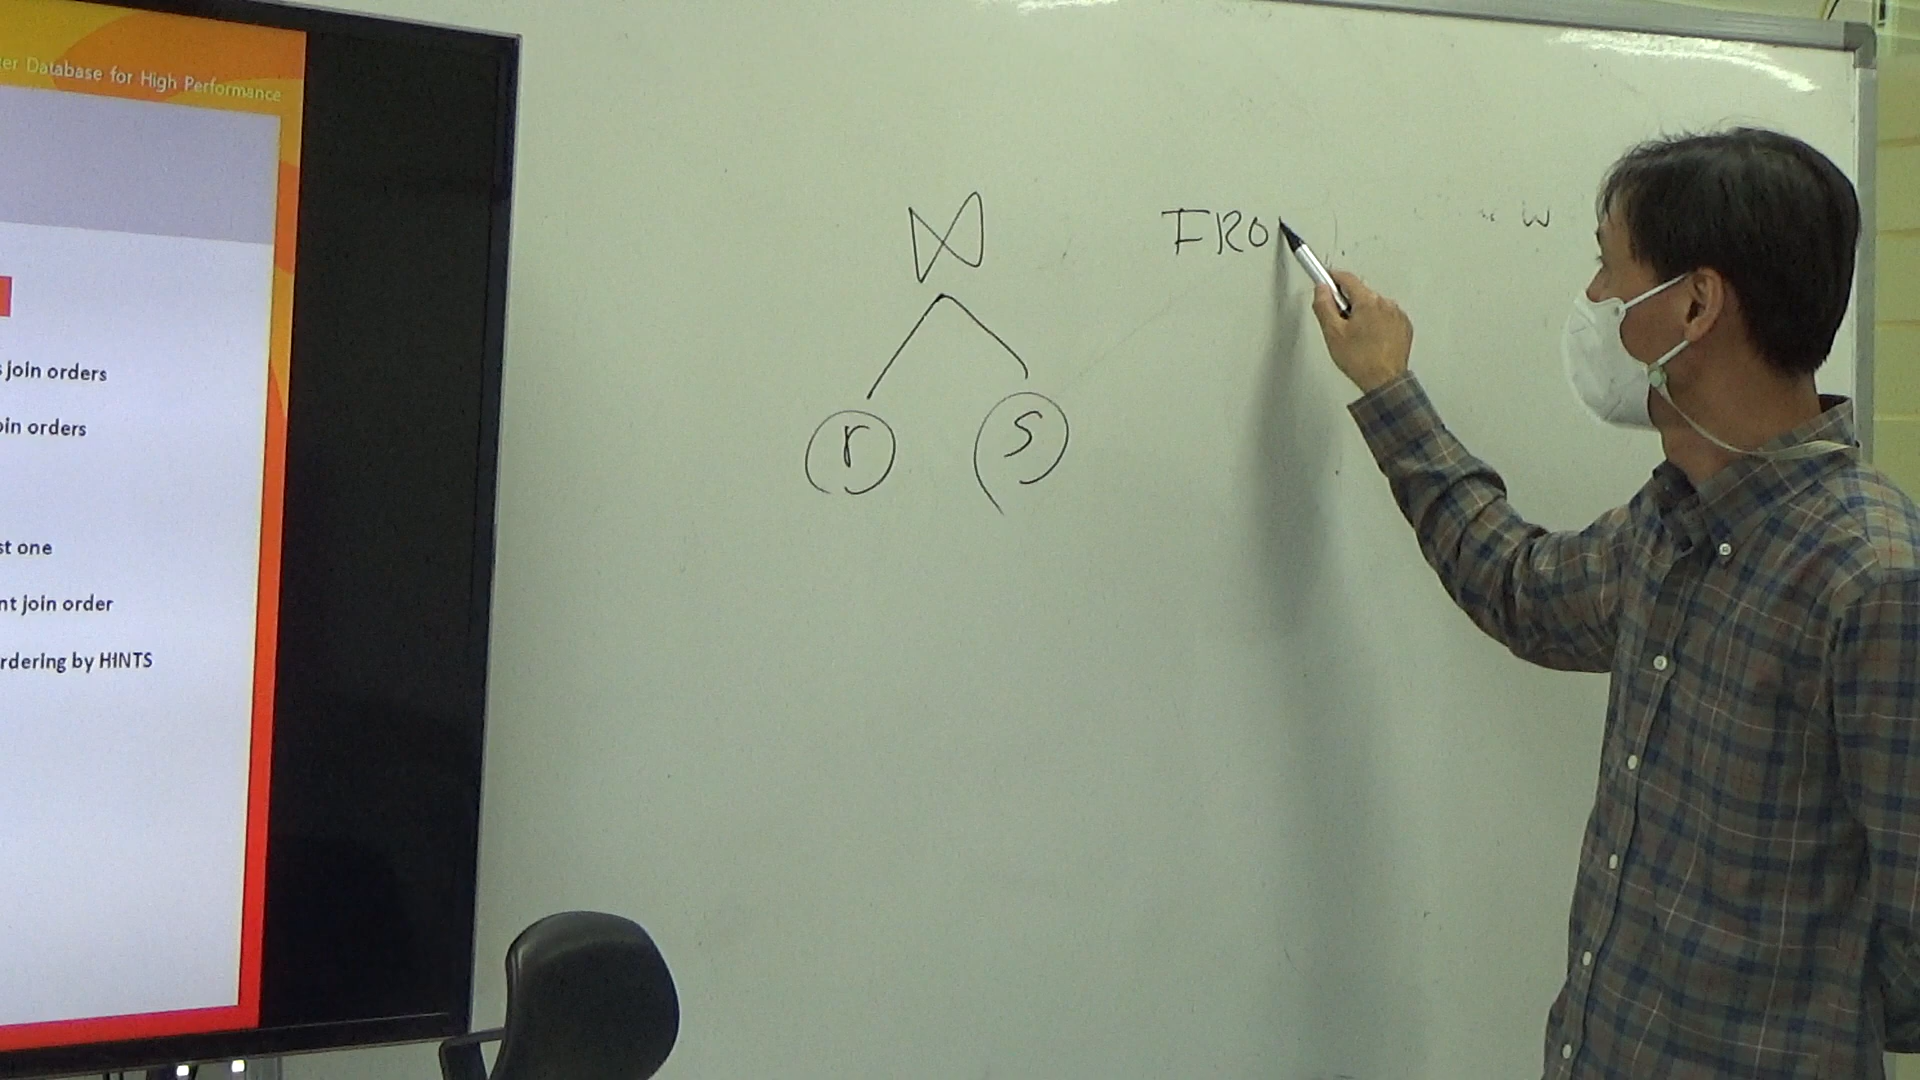 er Database for High Performance
join orders
oin orders
st one
nt join order
rdering by HINTS
⋈
r
s
FRO
w